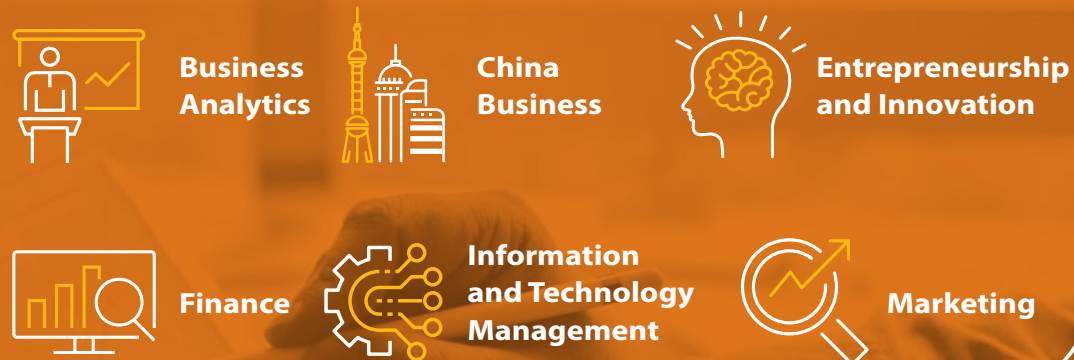 Business
Analytics
China
Business
Entrepreneurship
and Innovation
Finance
Information
and Technology
Management
Marketing